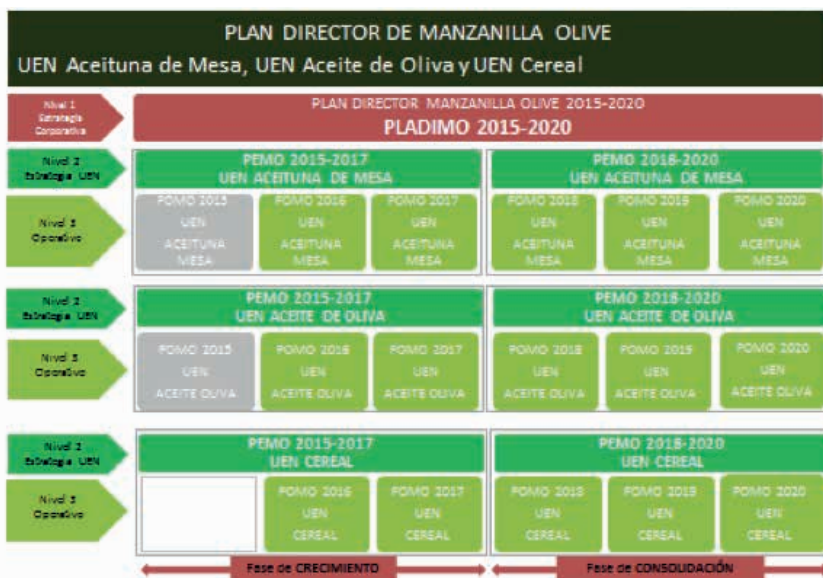 PLAN DIRECTOR DE MANZANILLA OLIVE
UEN Aceituna de Mesa, UEN Aceite de Oliva y UEN Cereal
Nivel 1
Estrategia
Corporativa
PLAN DIRECTOR MANZANILLA OLIVE 2015-2020
PLADIMO 2015-2020
Nivel 2
Estrategia UEN
PEMO 2015-2017
UEN ACEITUNA DE MESA
PEMO 2018-2020
UEN ACEITUNA DE MESA
Nivel 3
Operativo
POMO 2015
UEN
ACEITUNA
MESA
POMO 2016
UEN
ACEITUNA
MESA
POMO 2017
UEN
ACEITUNA
MESA
POMO 2018
UEN
ACEITUNA
MESA
POMO 2019
UEN
ACEITUNA
MESA
POMO 2020
UEN
ACEITUNA
MESA
Nivel 2
Estrategia UEN
PEMO 2015-2017
UEN ACEITE DE OLIVA
PEMO 2018-2020
UEN ACEITE DE OLIVA
Nivel 3
Operativo
POMO 2015
UEN
ACEITE OLIVA
POMO 2016
UEN
ACEITE OLIVA
POMO 2017
UEN
ACEITE OLIVA
POMO 2018
UEN
ACEITE OLIVA
POMO 2019
UEN
ACEITE OLIVA
POMO 2020
UEN
ACEITE OLIVA
Nivel 2
Estrategia UEN
PEMO 2015-2017
UEN CEREAL
PEMO 2018-2020
UEN CEREAL
Nivel 3
Operativo
POMO 2016
UEN
CEREAL
POMO 2017
UEN
CEREAL
POMO 2018
UEN
CEREAL
POMO 2019
UEN
CEREAL
POMO 2020
UEN
CEREAL
Fase de CRECIMIENTO
Fase de CONSOLIDACIÓN